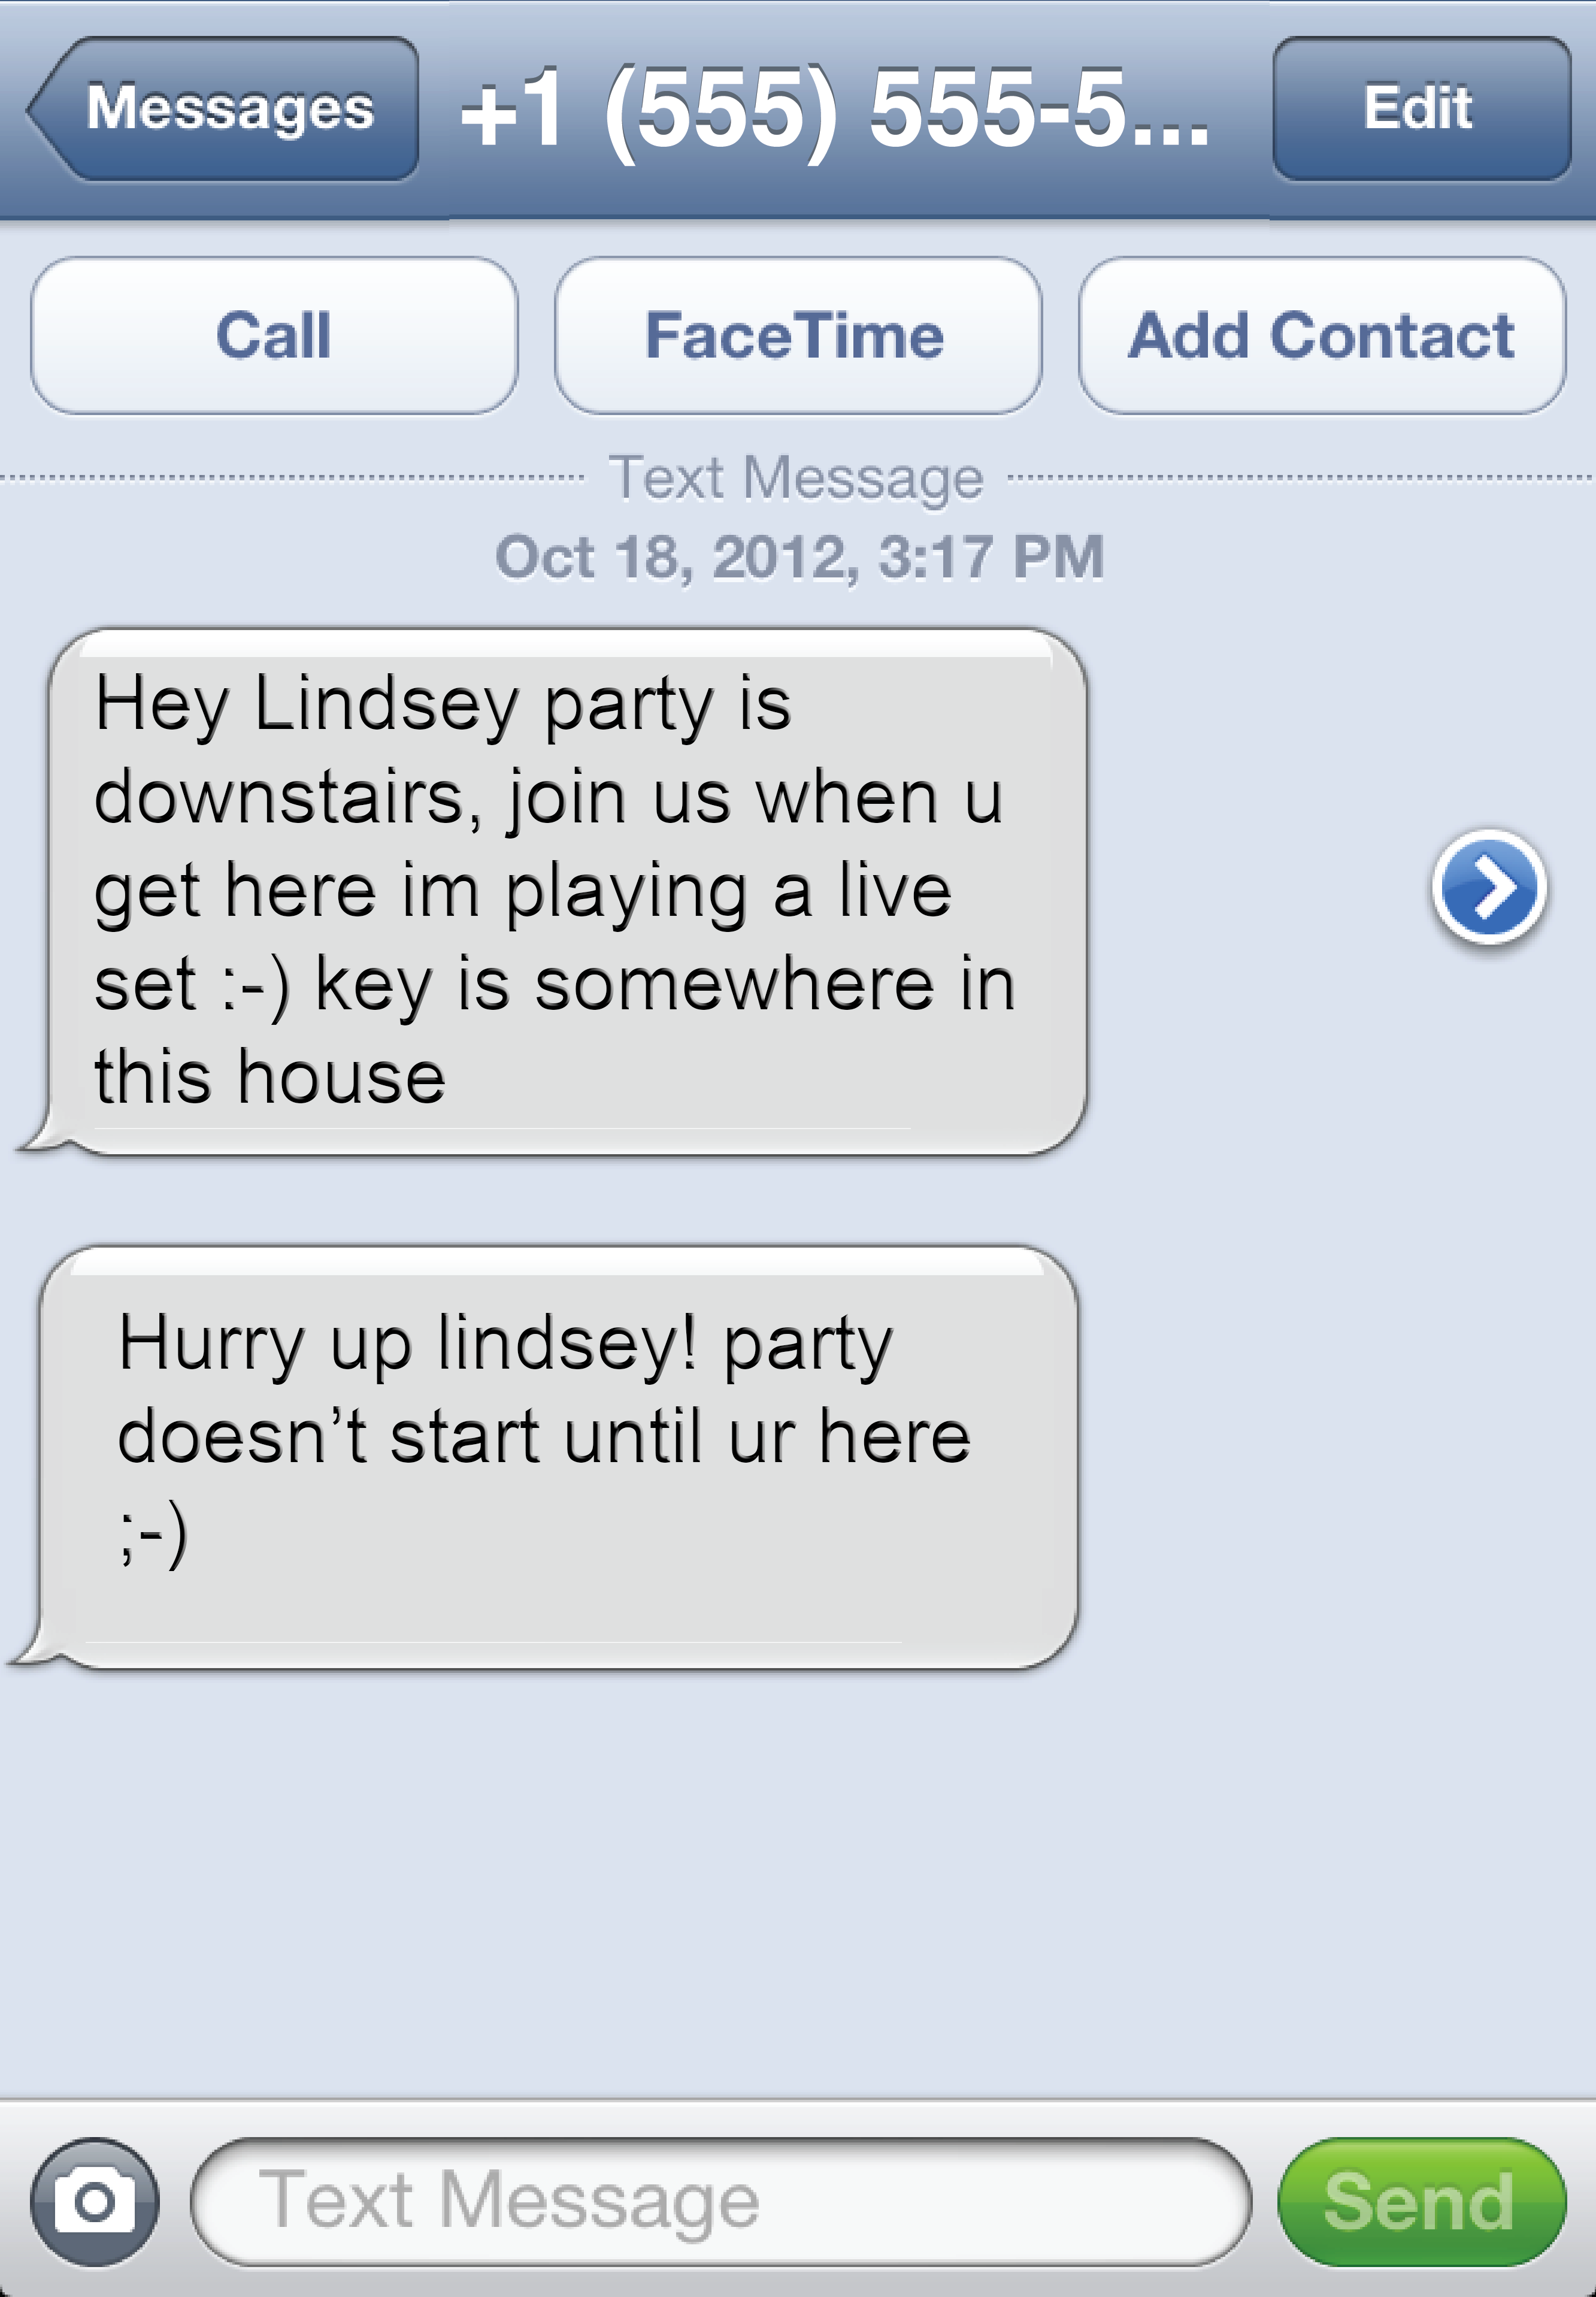 Messages +1 (555) 555-5... Edit
Call FaceTime Add Contact
Text Message
Oct 18, 2012, 3:17 PM
Hey Lindsey party is
downstairs, join us when u
get here im playing a live
set :-) key is somewhere in
this house
Hurry up lindsey! party
doesn’t start until ur here
;-)
Text Message Send